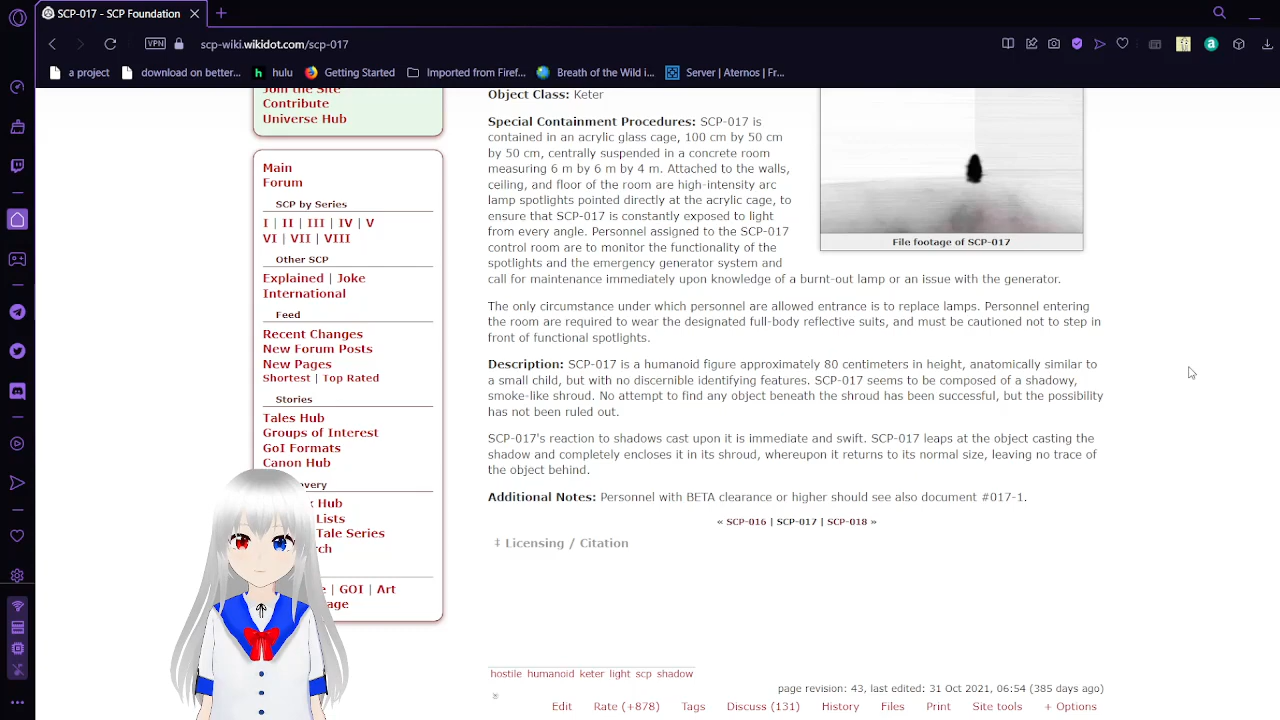 SCP-017 - SCP Foundation
VPN
scp-wiki.wikidot.com/scp-017
a project
download on better...
hulu
Getting Started
Imported from Firef...
Breath of the Wild i...
Server | Aternos | Fr...
Join the Site
Contribute
Universe Hub
Main
Forum
SCP by Series
I | II | III | IV | V
VI | VII | VIII
Other SCP
Explained | Joke
International
Feed
Recent Changes
New Forum Posts
New Pages
Shortest | Top Rated
Stories
Tales Hub
Groups of Interest
GoI Formats
Canon Hub
overy
Hub
Lists
Tale Series
rch
| GOI | Art
age
Object Class: Keter
Special Containment Procedures: SCP-017 is
contained in an acrylic glass cage, 100 cm by 50 cm
by 50 cm, centrally suspended in a concrete room
measuring 6 m by 6 m by 4 m. Attached to the walls,
ceiling, and floor of the room are high-intensity arc
lamp spotlights pointed directly at the acrylic cage, to
ensure that SCP-017 is constantly exposed to light
from every angle. Personnel assigned to the SCP-017
control room are to monitor the functionality of the
spotlights and the emergency generator system and
call for maintenance immediately upon knowledge of a burnt-out lamp or an issue with the generator.
File footage of SCP-017
The only circumstance under which personnel are allowed entrance is to replace lamps. Personnel entering
the room are required to wear the designated full-body reflective suits, and must be cautioned not to step in
front of functional spotlights.
Description: SCP-017 is a humanoid figure approximately 80 centimeters in height, anatomically similar to
a small child, but with no discernible identifying features. SCP-017 seems to be composed of a shadowy,
smoke-like shroud. No attempt to find any object beneath the shroud has been successful, but the possibility
has not been ruled out.
SCP-017's reaction to shadows cast upon it is immediate and swift. SCP-017 leaps at the object casting the
shadow and completely encloses it in its shroud, whereupon it returns to its normal size, leaving no trace of
the object behind.
Additional Notes: Personnel with BETA clearance or higher should see also document #017-1.
« SCP-016 | SCP-017 | SCP-018 »
‡ Licensing / Citation
hostile humanoid keter light scp shadow
page revision: 43, last edited: 31 Oct 2021, 06:54 (385 days ago)
Edit Rate (+878) Tags Discuss (131) History Files Print Site tools + Options